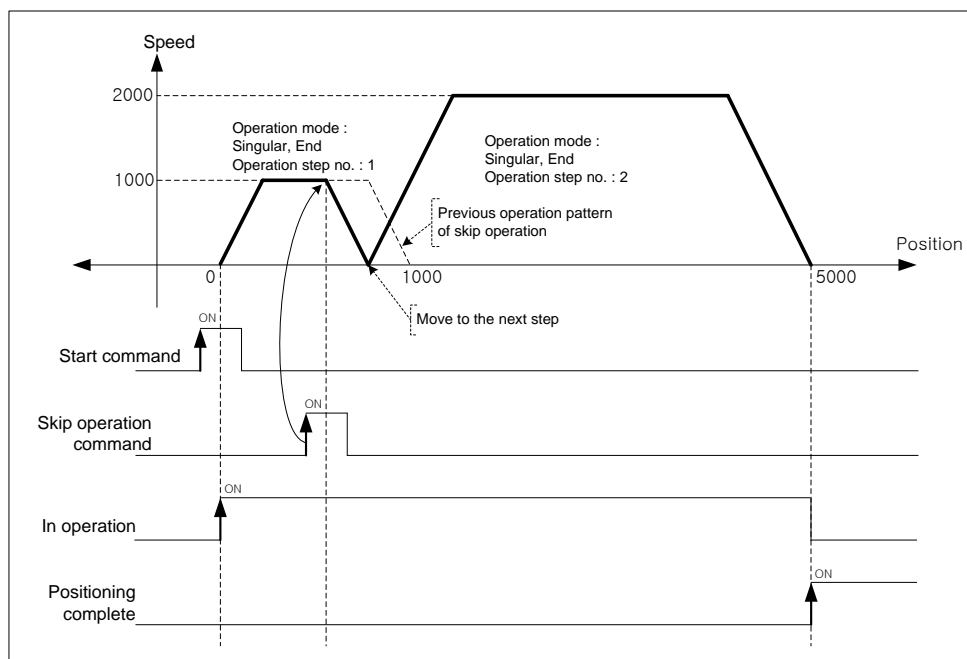 Speed
2000
Operation mode :
Singular, End
Operation step no. : 1
Operation mode :
Singular, End
Operation step no. : 2
1000
Previous operation pattern
of skip operation
Position
0
1000
5000
Move to the next step
ON
Start command
ON
Skip operation
command
ON
In operation
ON
Positioning
complete